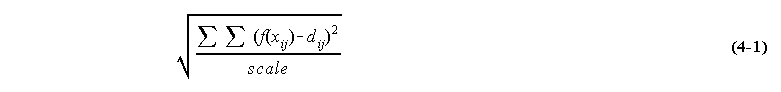 √(∑ ∑ (f(x_ij) - d_ij)² / scale) (4-1)